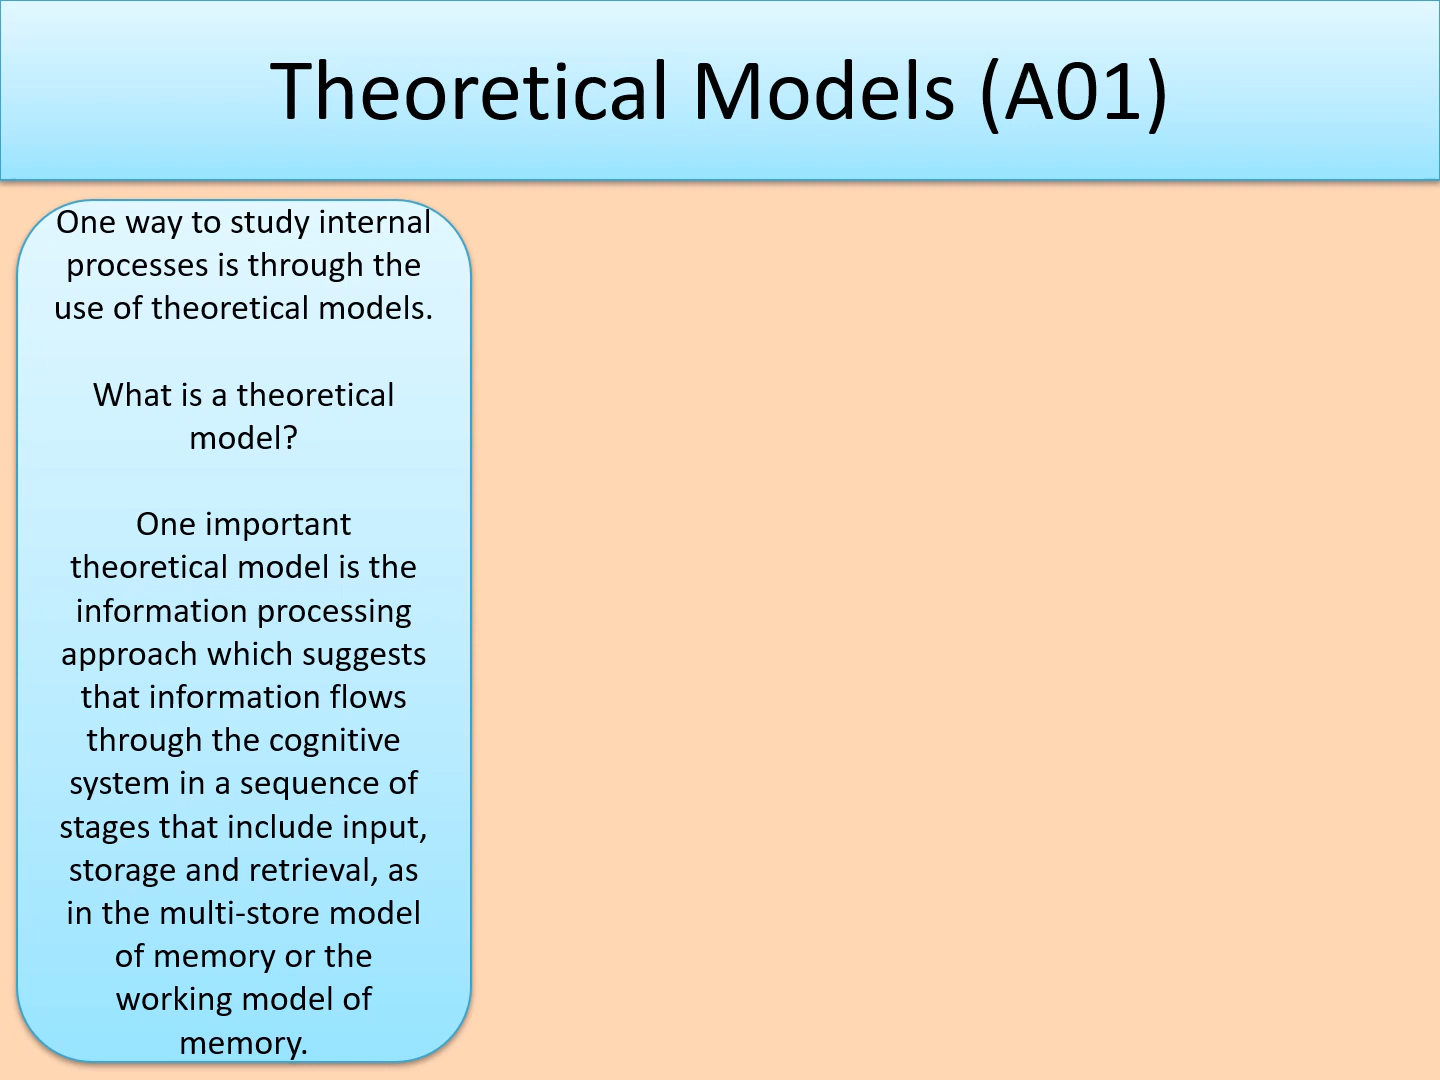 Theoretical Models (A01)
One way to study internal
processes is through the
use of theoretical models.
What is a theoretical
model?
One important
theoretical model is the
information processing
approach which suggests
that information flows
through the cognitive
system in a sequence of
stages that include input,
storage and retrieval, as
in the multi-store model
of memory or the
working model of
memory.